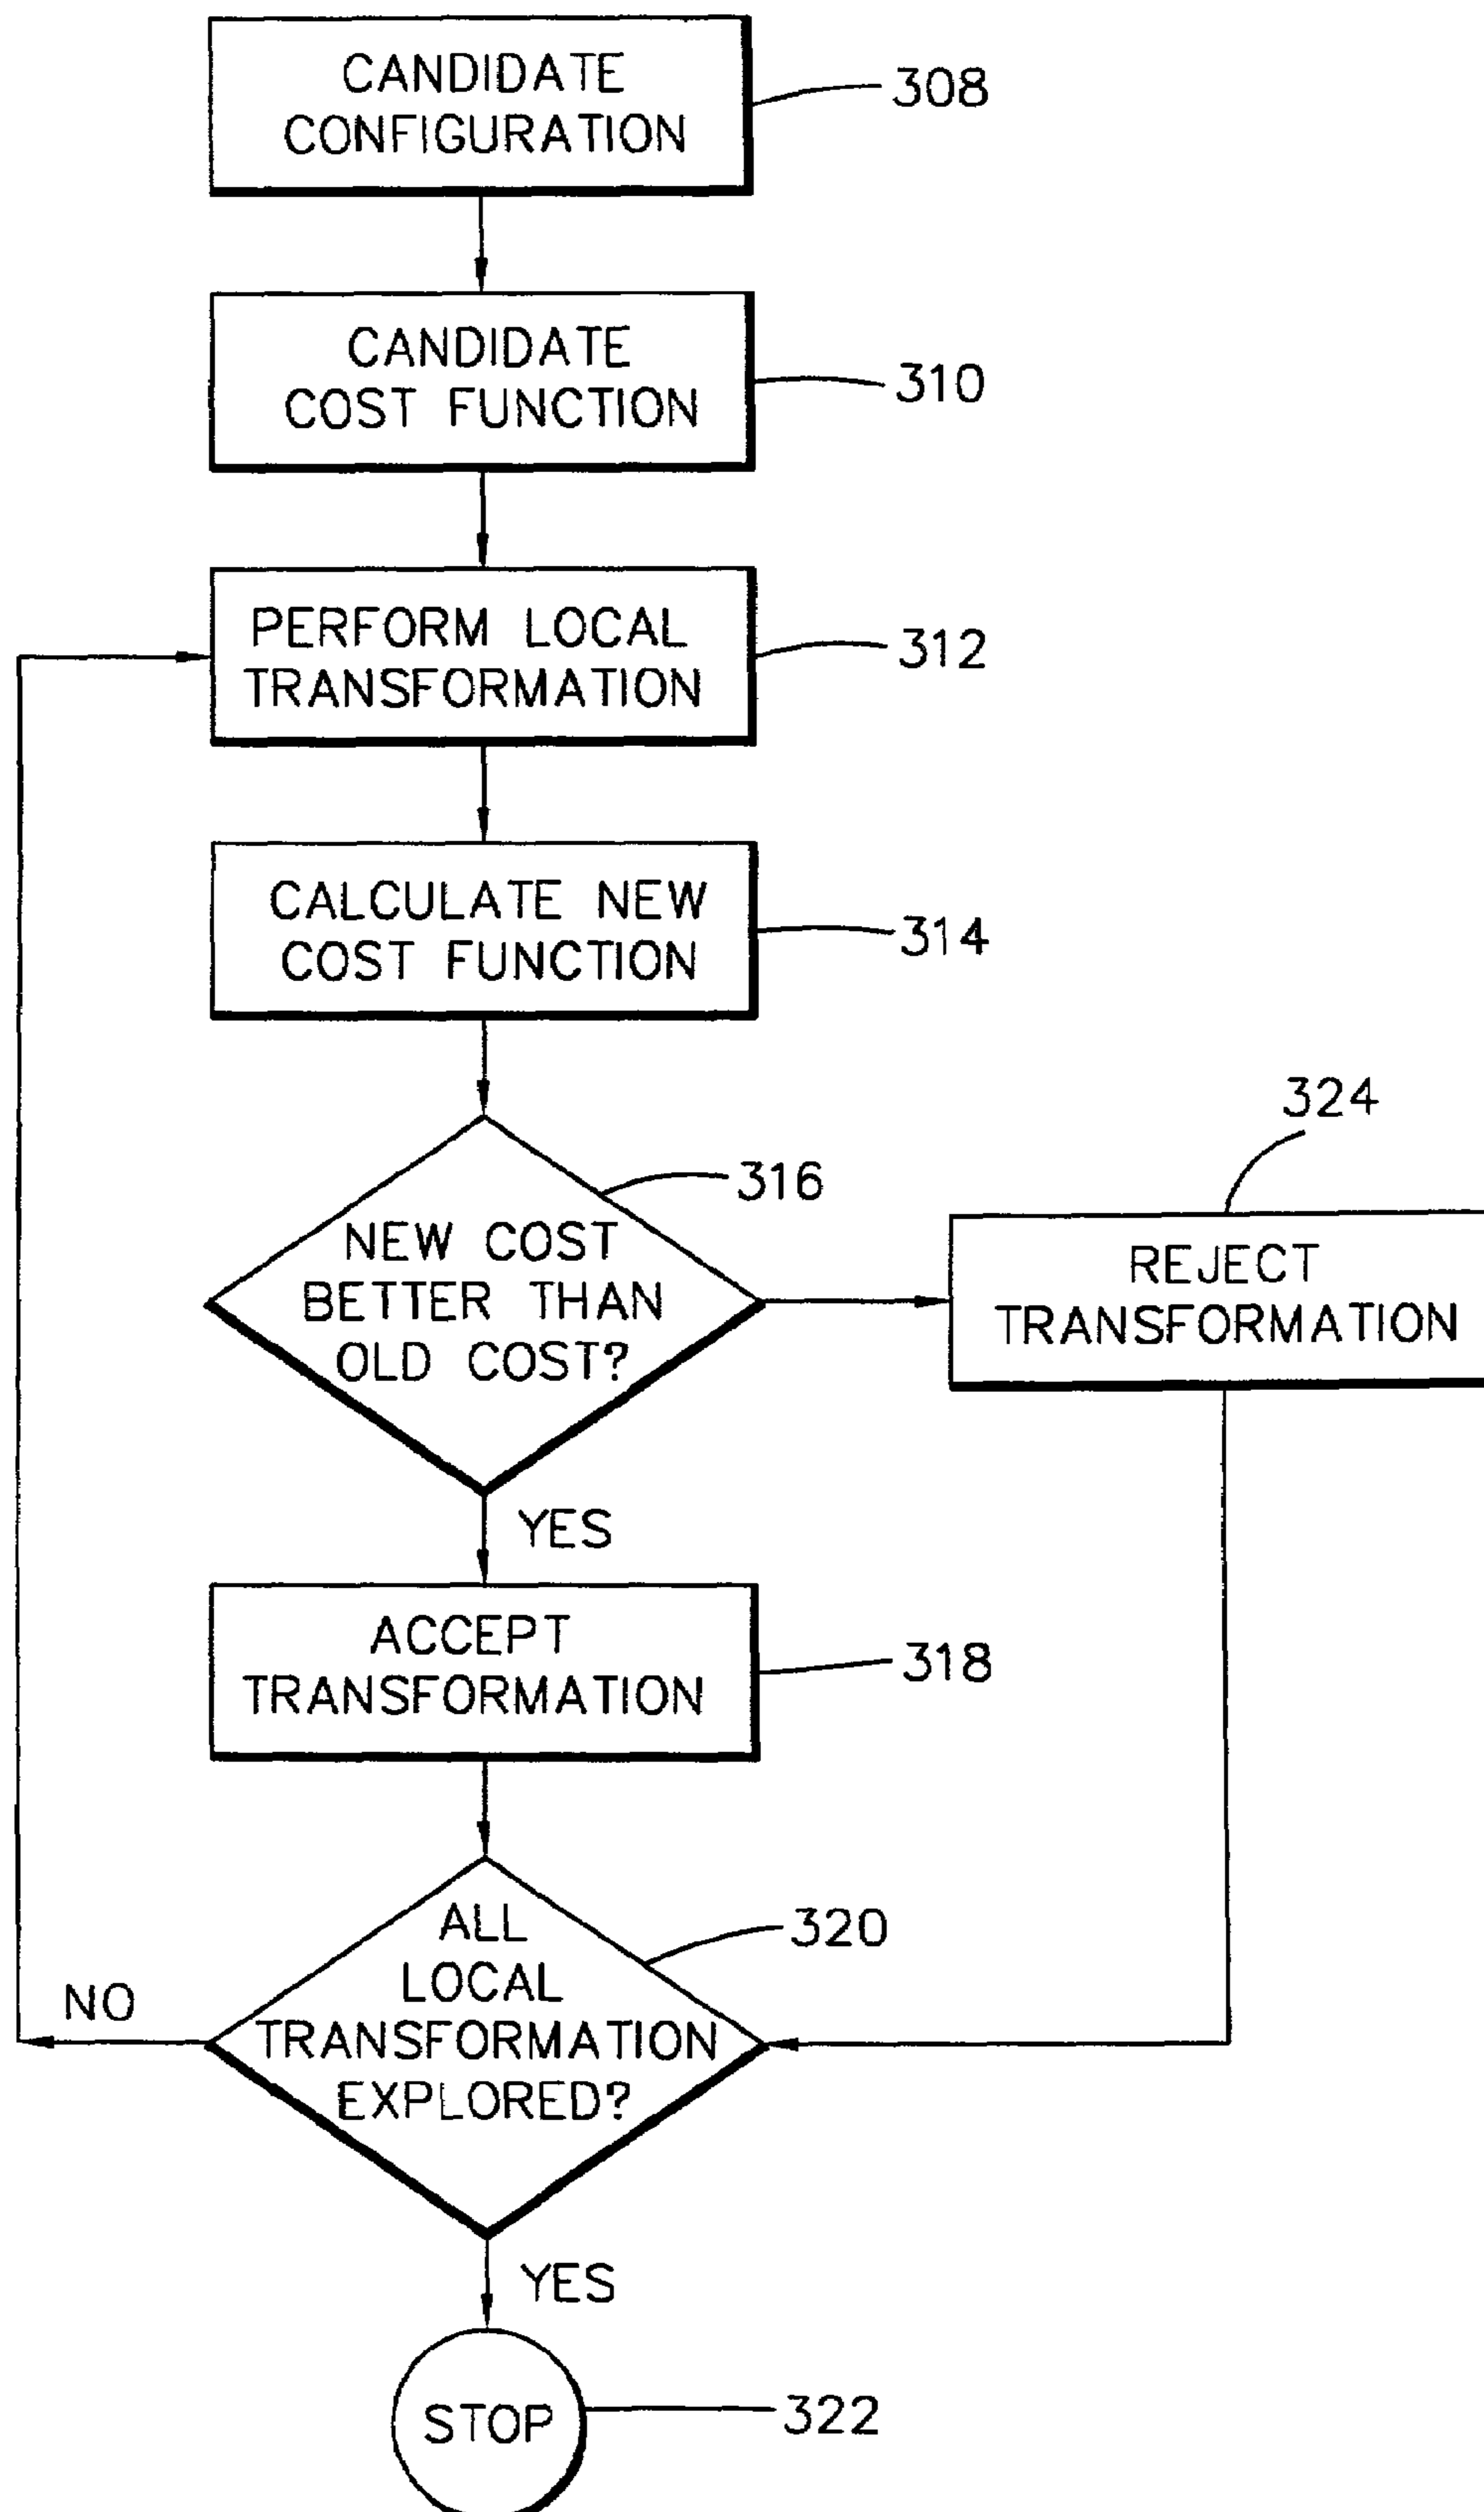 CANDIDATE
CONFIGURATION
308
CANDIDATE
COST FUNCTION
310
PERFORM LOCAL
TRANSFORMATION
312
CALCULATE NEW
COST FUNCTION
314
NEW COST
BETTER THAN
OLD COST?
316
324
REJECT
TRANSFORMATION
YES
ACCEPT
TRANSFORMATION
318
ALL
LOCAL
TRANSFORMATION
EXPLORED?
320
NO
YES
STOP
322